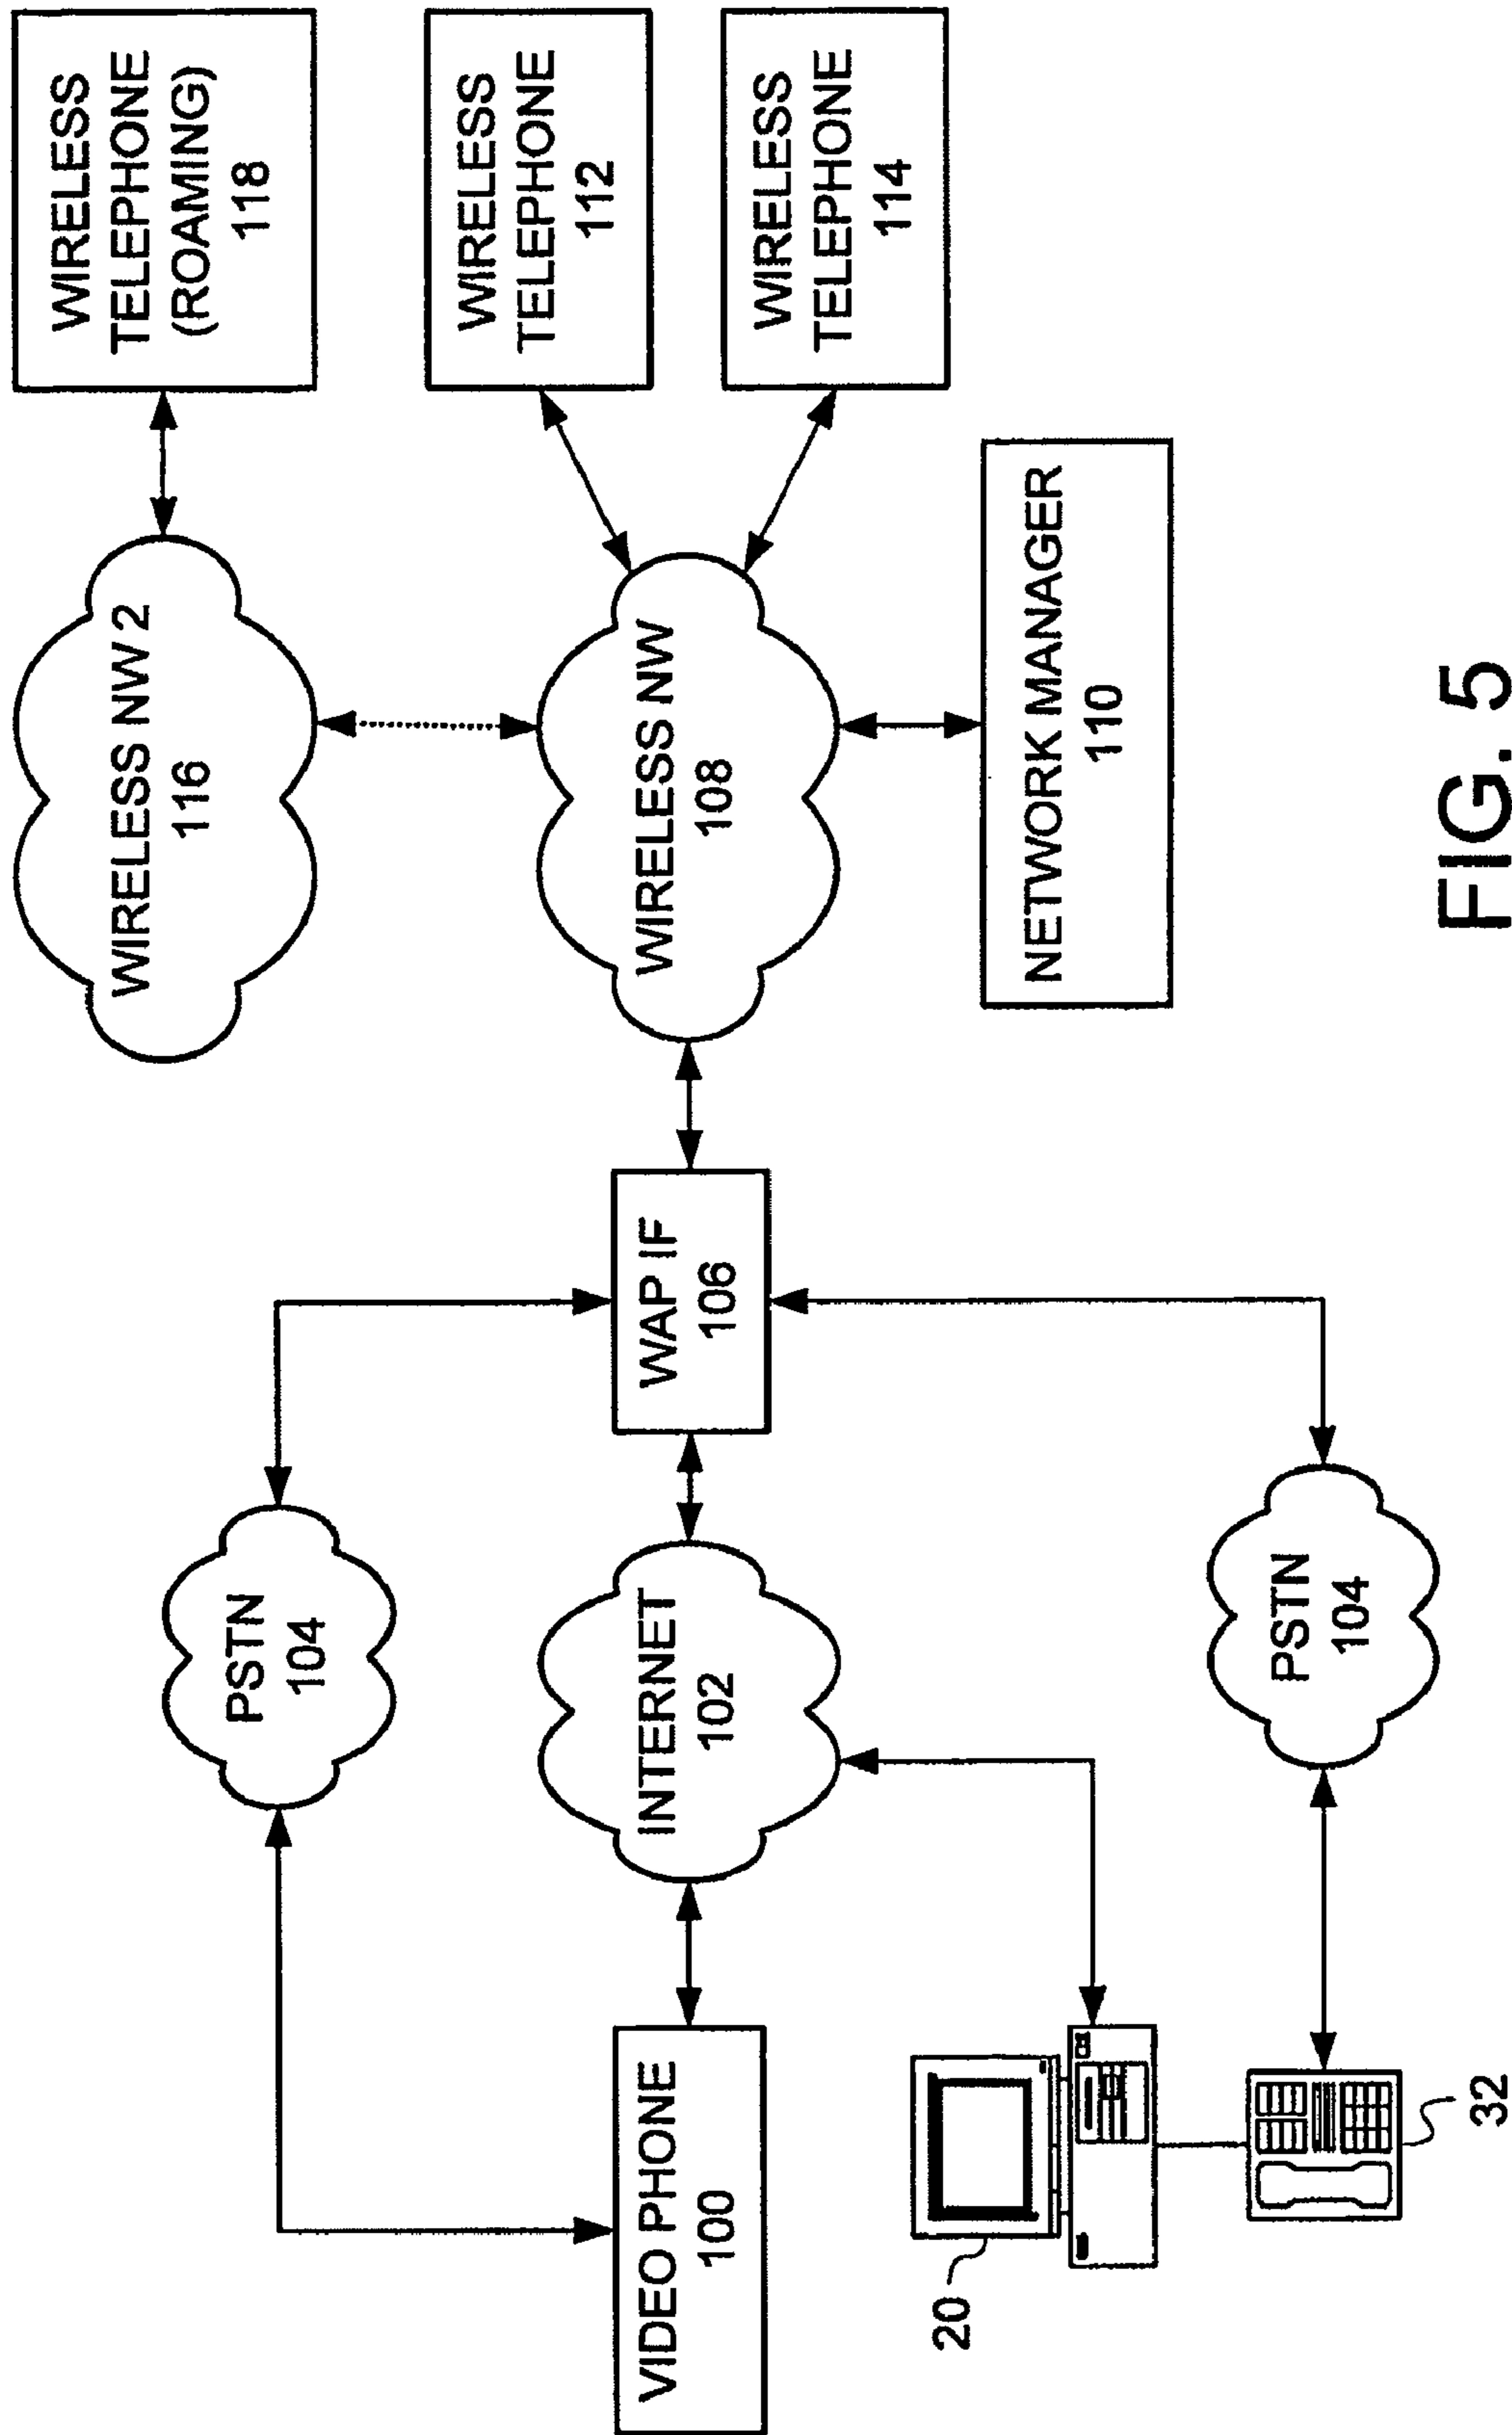 WIRELESS
TELEPHONE
(ROAMING)
118
WIRELESS NW 2
116
WIRELESS
TELEPHONE
112
WIRELESS
TELEPHONE
114
WIRELESS NW
108
NETWORK MANAGER
110
WAP IF
106
PSTN
104
INTERNET
102
PSTN
104
VIDEO PHONE
100
20
32
FIG. 5